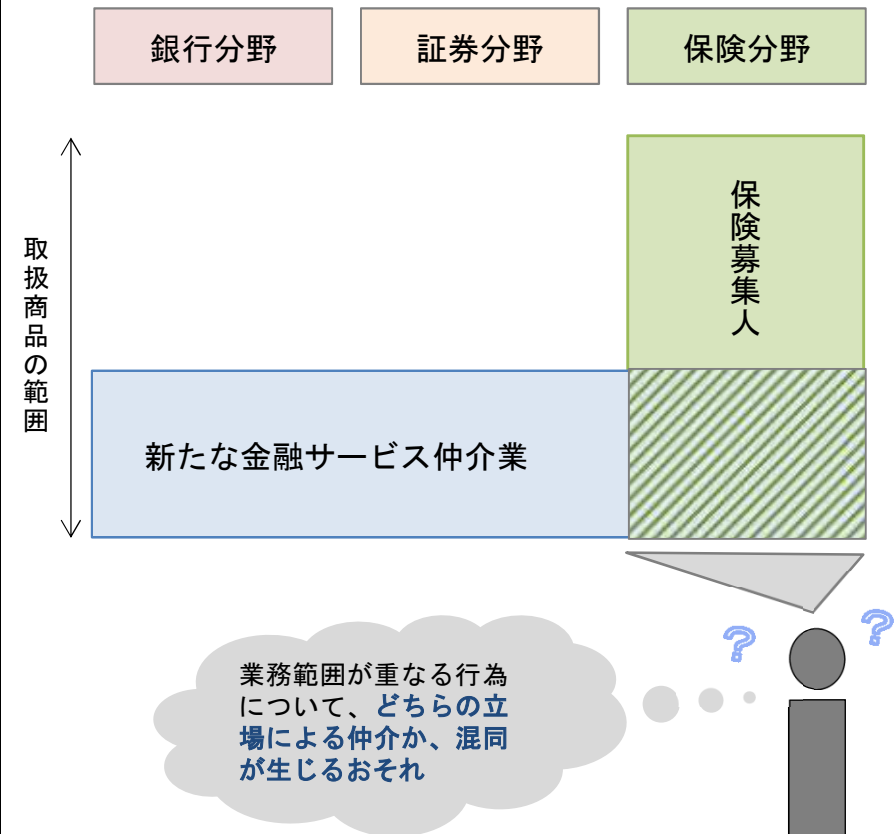 銀行分野
証券分野
保険分野
取扱商品の範囲
保険募集人
新たな金融サービス仲介業
業務範囲が重なる行為
について、どちらの立
場による仲介か、混同
が生じるおそれ
?
?